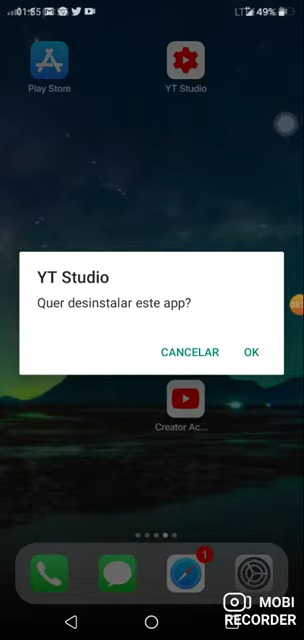 01:55
LTE 49%
Play Store
YT Studio
YT Studio
Quer desinstalar este app?
CANCELAR
OK
Creator Ac...
1
MOBI
RECORDER